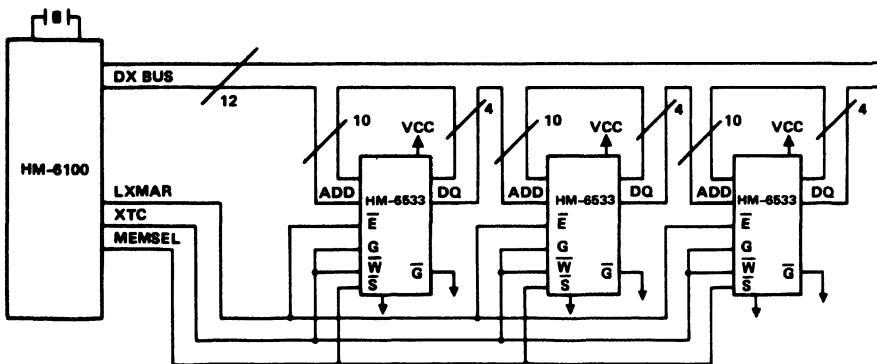 DX BUS
12
HM-6100
LXMAR
XTC
MEMSEL
10
4
VCC
ADD
HM-6533
DQ
E̅
G
W̅
S̅
G̅
10
4
VCC
ADD
HM-6533
DQ
E̅
G
W̅
S̅
G̅
10
4
VCC
ADD
HM-6533
DQ
E̅
G
W̅
S̅
G̅